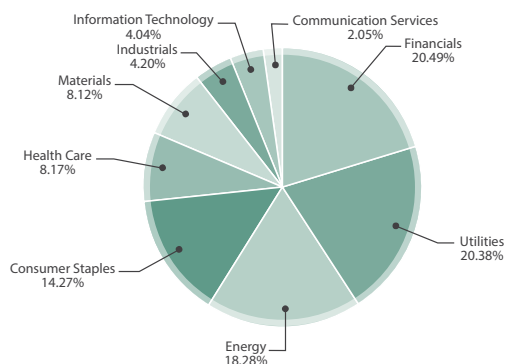 Information Technology
4.04%
Communication Services
2.05%
Industrials
4.20%
Financials
20.49%
Materials
8.12%
Health Care
8.17%
Utilities
20.38%
Consumer Staples
14.27%
Energy
18.28%